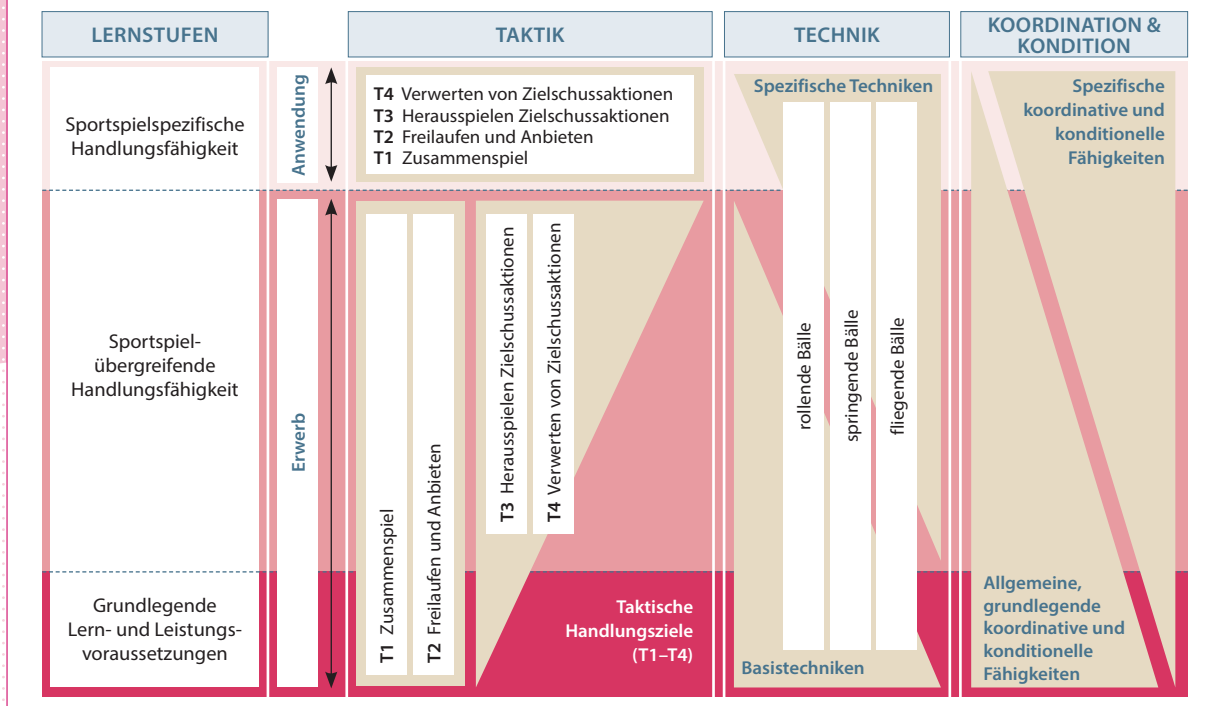 LERNSTUFEN
TAKTIK
TECHNIK
KOORDINATION &
KONDITION
Sportspielspezifische
Handlungsfähigkeit
Anwendung
T4 Verwerten von Zielschussaktionen
T3 Herausspielen Zielschussaktionen
T2 Freilaufen und Anbieten
T1 Zusammenspiel
Spezifische Techniken
Spezifische
koordinative und
konditionelle
Fähigkeiten
Sportspiel-
übergreifende
Handlungsfähigkeit
Erwerb
T1 Zusammenspiel
T2 Freilaufen und Anbieten
T3 Herausspielen Zielschussaktionen
T4 Verwerten von Zielschussaktionen
rollende Bälle
springende Bälle
fliegende Bälle
Grundlegende
Lern- und Leistungs-
voraussetzungen
Taktische
Handlungsziele
(T1–T4)
Basistechniken
Allgemeine,
grundlegende
koordinative und
konditionelle
Fähigkeiten